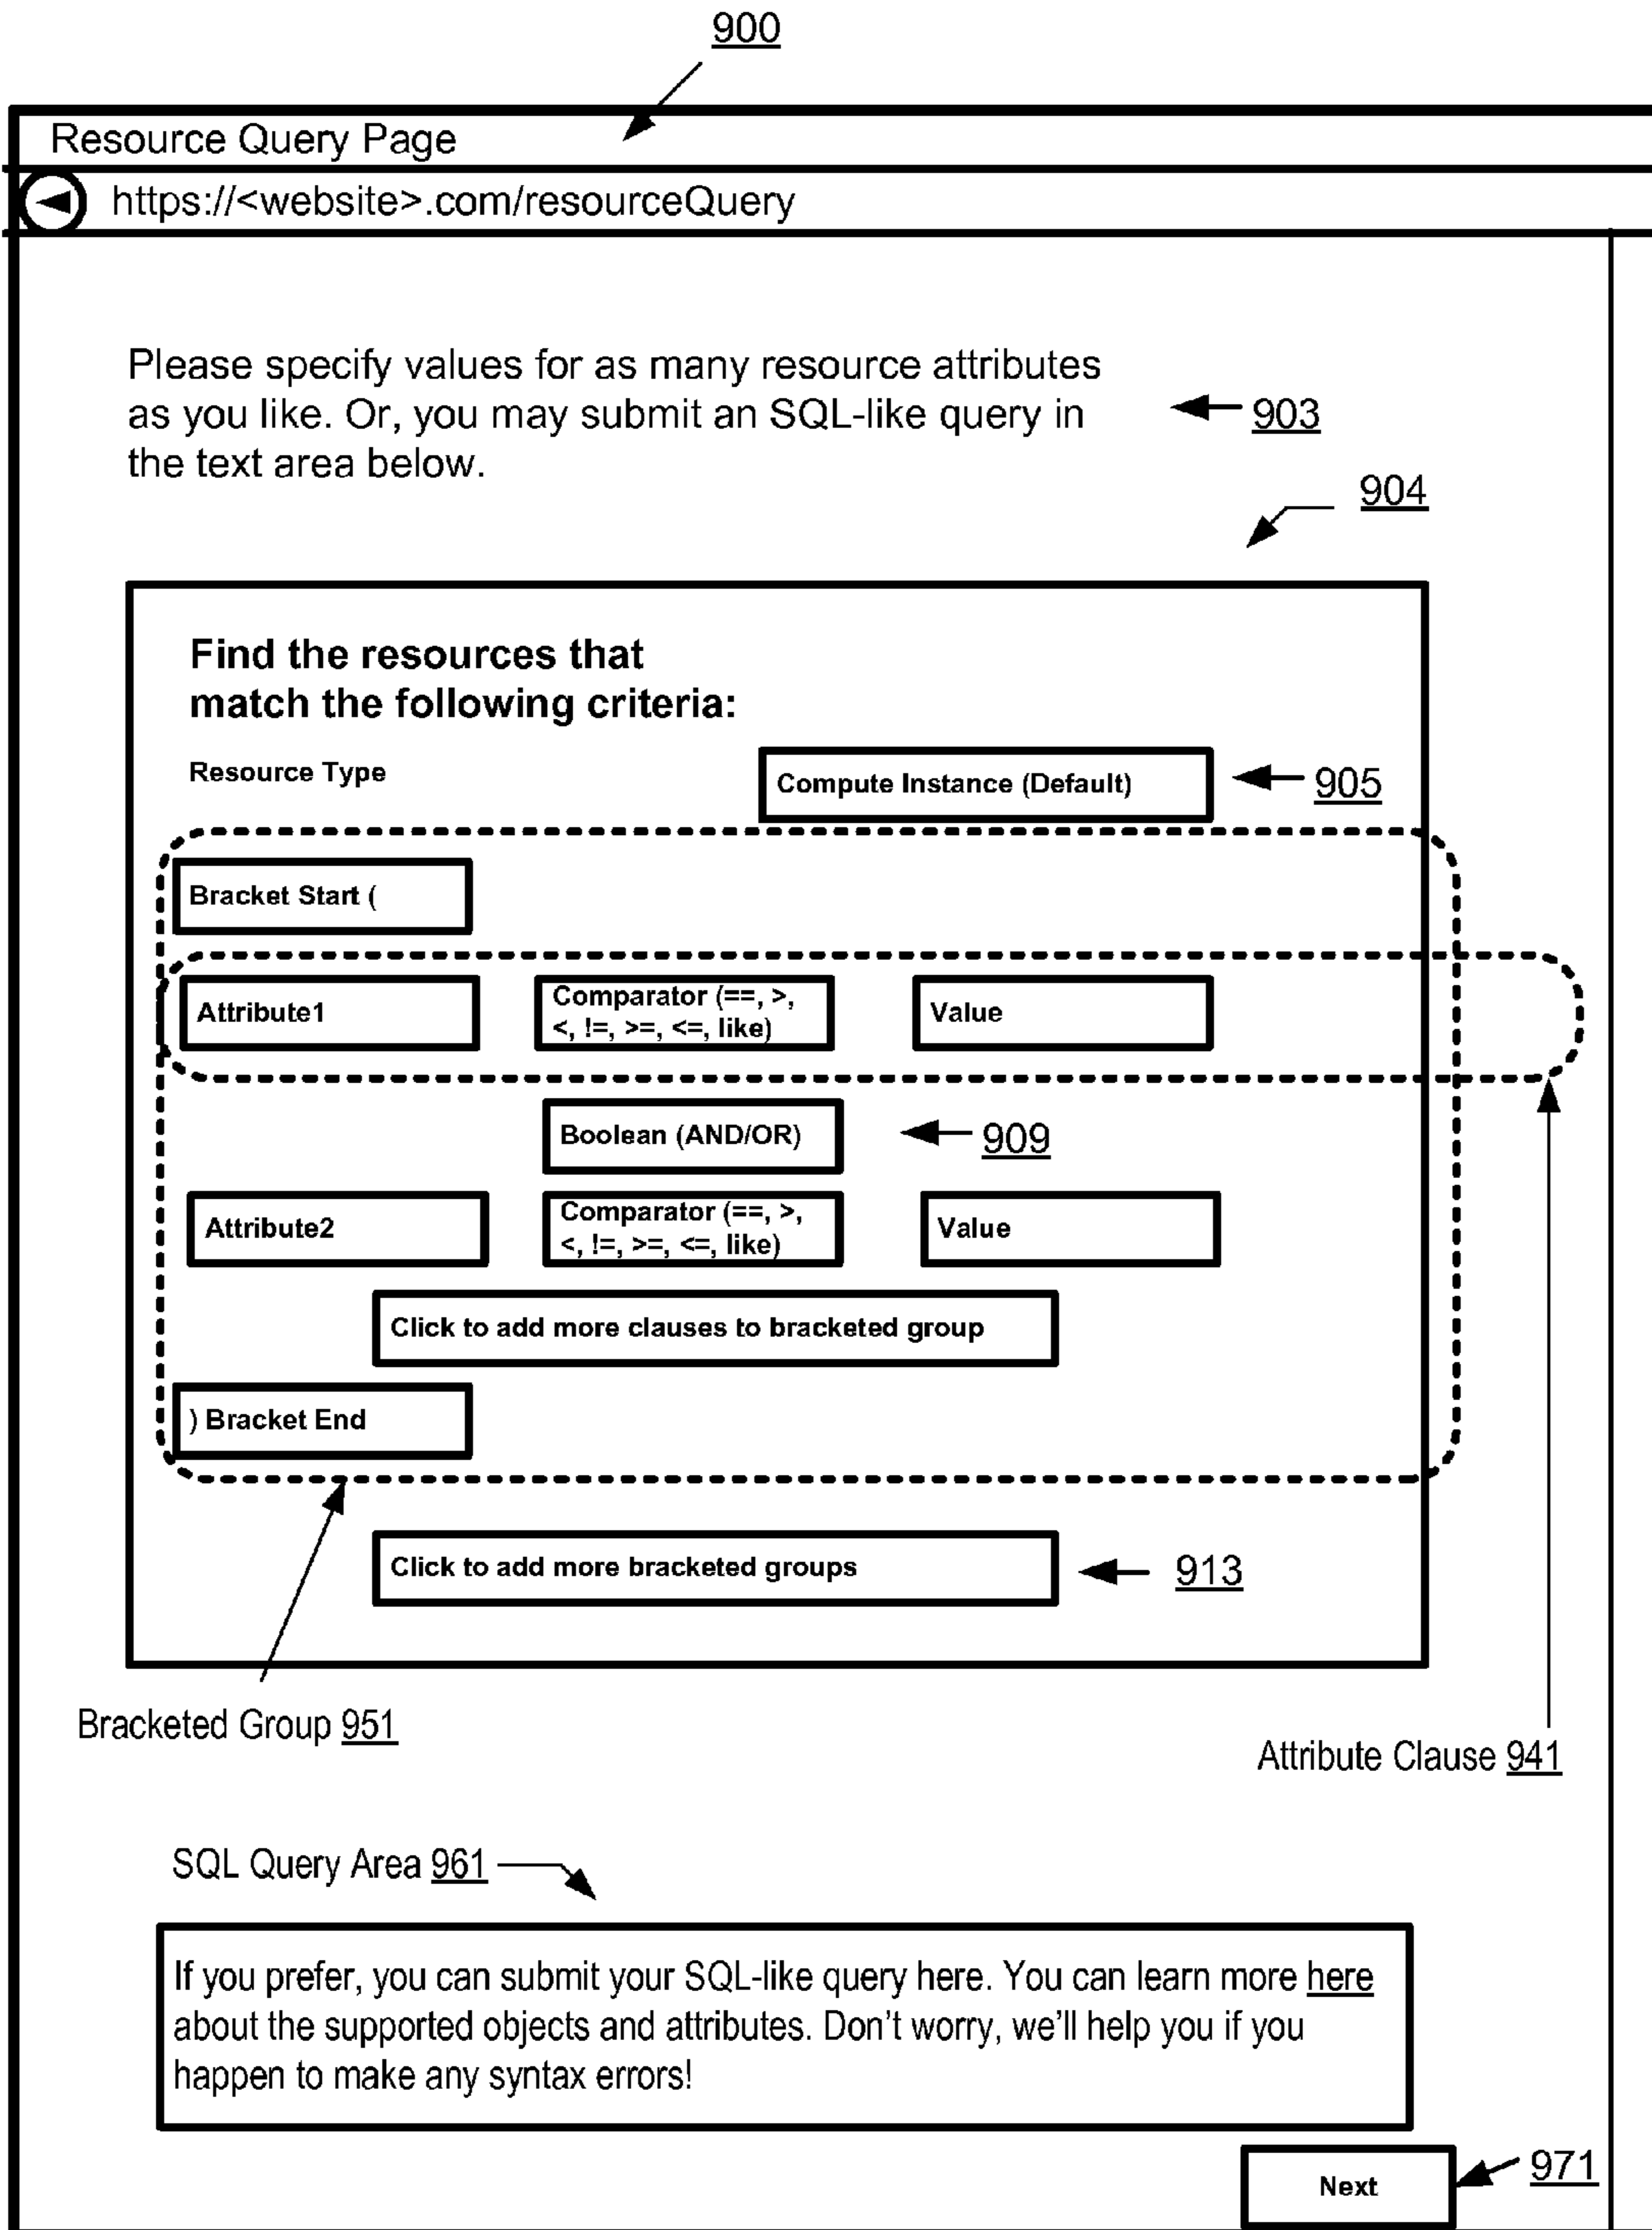 900
Resource Query Page
https://<website>.com/resourceQuery
Please specify values for as many resource attributes
as you like. Or, you may submit an SQL-like query in
the text area below.
903
904
Find the resources that
match the following criteria:
Resource Type
Compute Instance (Default)
905
Bracket Start (
Attribute1
Comparator (==, >,
<, !=, >=, <=, like)
Value
Boolean (AND/OR)
909
Attribute2
Comparator (==, >,
<, !=, >=, <=, like)
Value
Click to add more clauses to bracketed group
) Bracket End
Click to add more bracketed groups
913
Bracketed Group 951
Attribute Clause 941
SQL Query Area 961
If you prefer, you can submit your SQL-like query here. You can learn more here
about the supported objects and attributes. Don't worry, we'll help you if you
happen to make any syntax errors!
Next
971